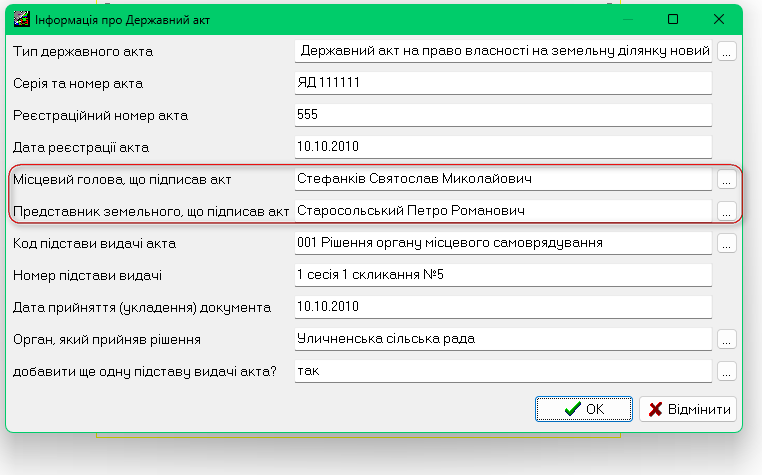 Інформація про Державний акт
Тип державного акта Державний акт на право власності на земельну ділянку новий ...
Серія та номер акта ЯД 111111
Реєстраційний номер акта 555
Дата реєстрації акта 10.10.2010
Місцевий голова, що підписав акт Стефанків Святослав Миколайович ...
Представник земельного, що підписав акт Старосольський Петро Романович ...
Код підстави видачі акта 001 Рішення органу місцевого самоврядування ...
Номер підстави видачі 1 сесія 1 скликання №5
Дата прийняття (укладення) документа 10.10.2010
Орган, який прийняв рішення Уличненська сільська рада ...
добавити ще одну підставу видачі акта? так ...
OK Відмінити